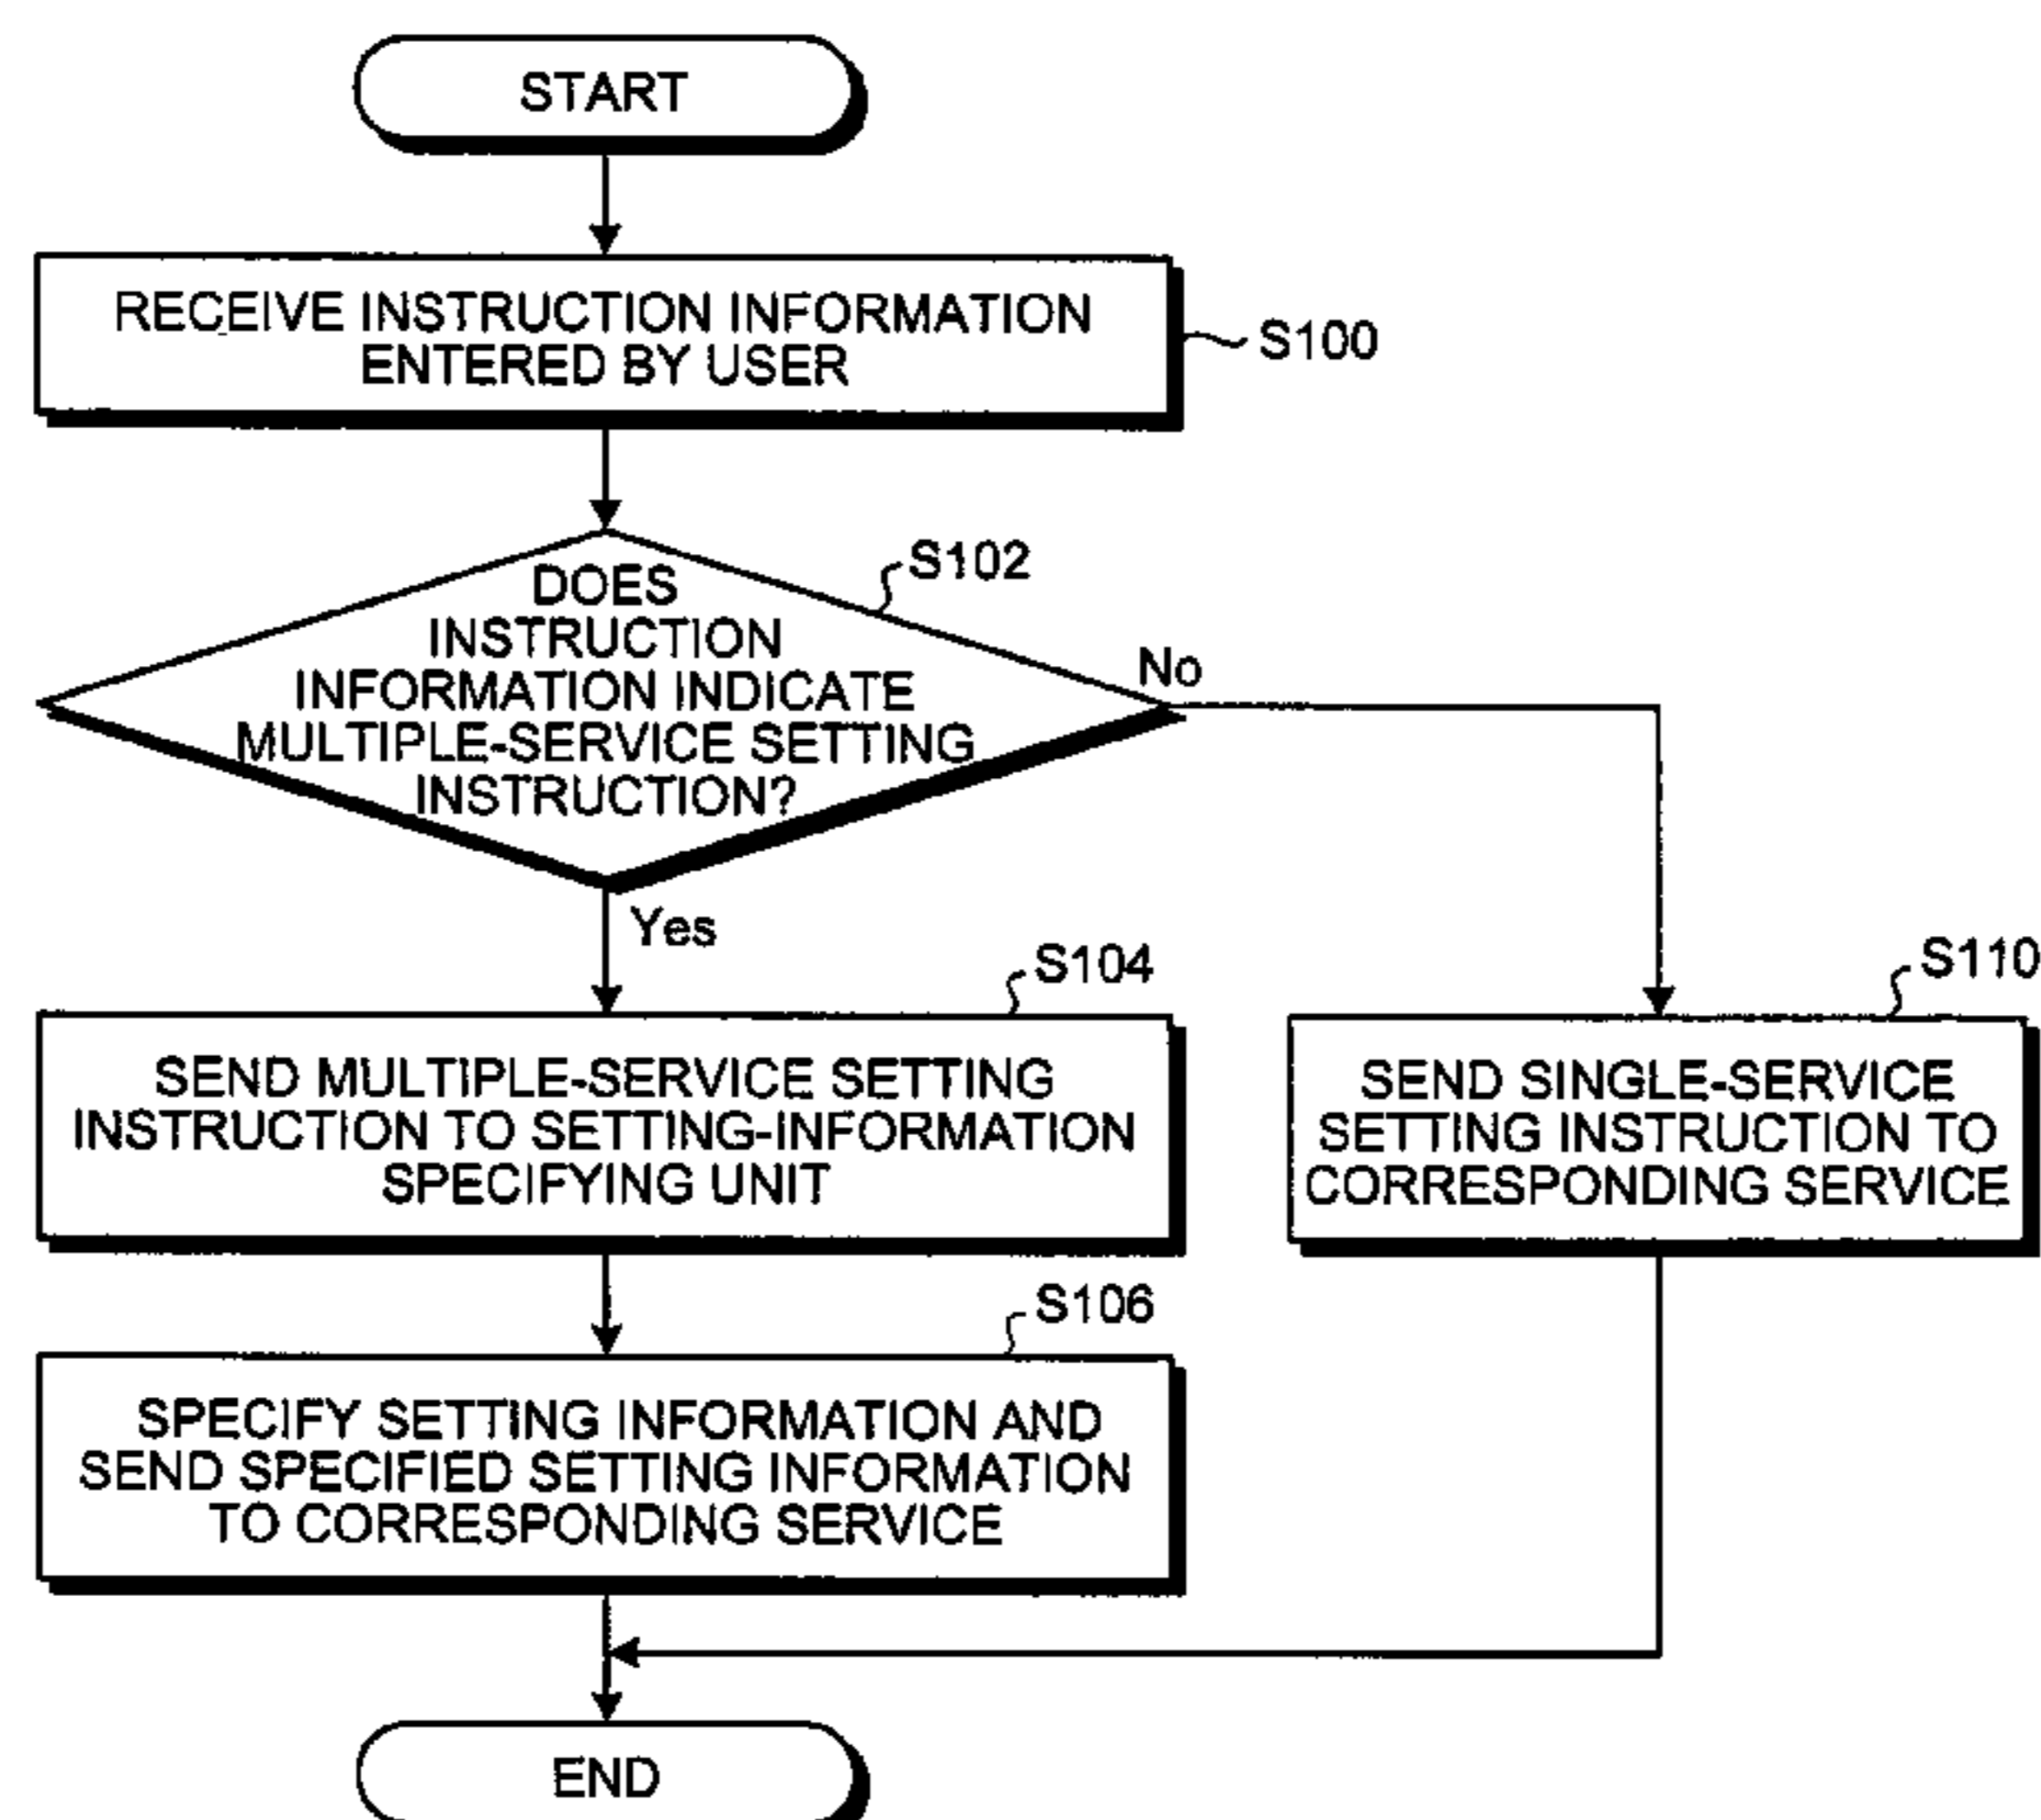 START
RECEIVE INSTRUCTION INFORMATION
ENTERED BY USER
S100
S102
DOES
INSTRUCTION
INFORMATION INDICATE
MULTIPLE-SERVICE SETTING
INSTRUCTION?
No
Yes
S104
SEND MULTIPLE-SERVICE SETTING
INSTRUCTION TO SETTING-INFORMATION
SPECIFYING UNIT
S110
SEND SINGLE-SERVICE
SETTING INSTRUCTION TO
CORRESPONDING SERVICE
S106
SPECIFY SETTING INFORMATION AND
SEND SPECIFIED SETTING INFORMATION
TO CORRESPONDING SERVICE
END